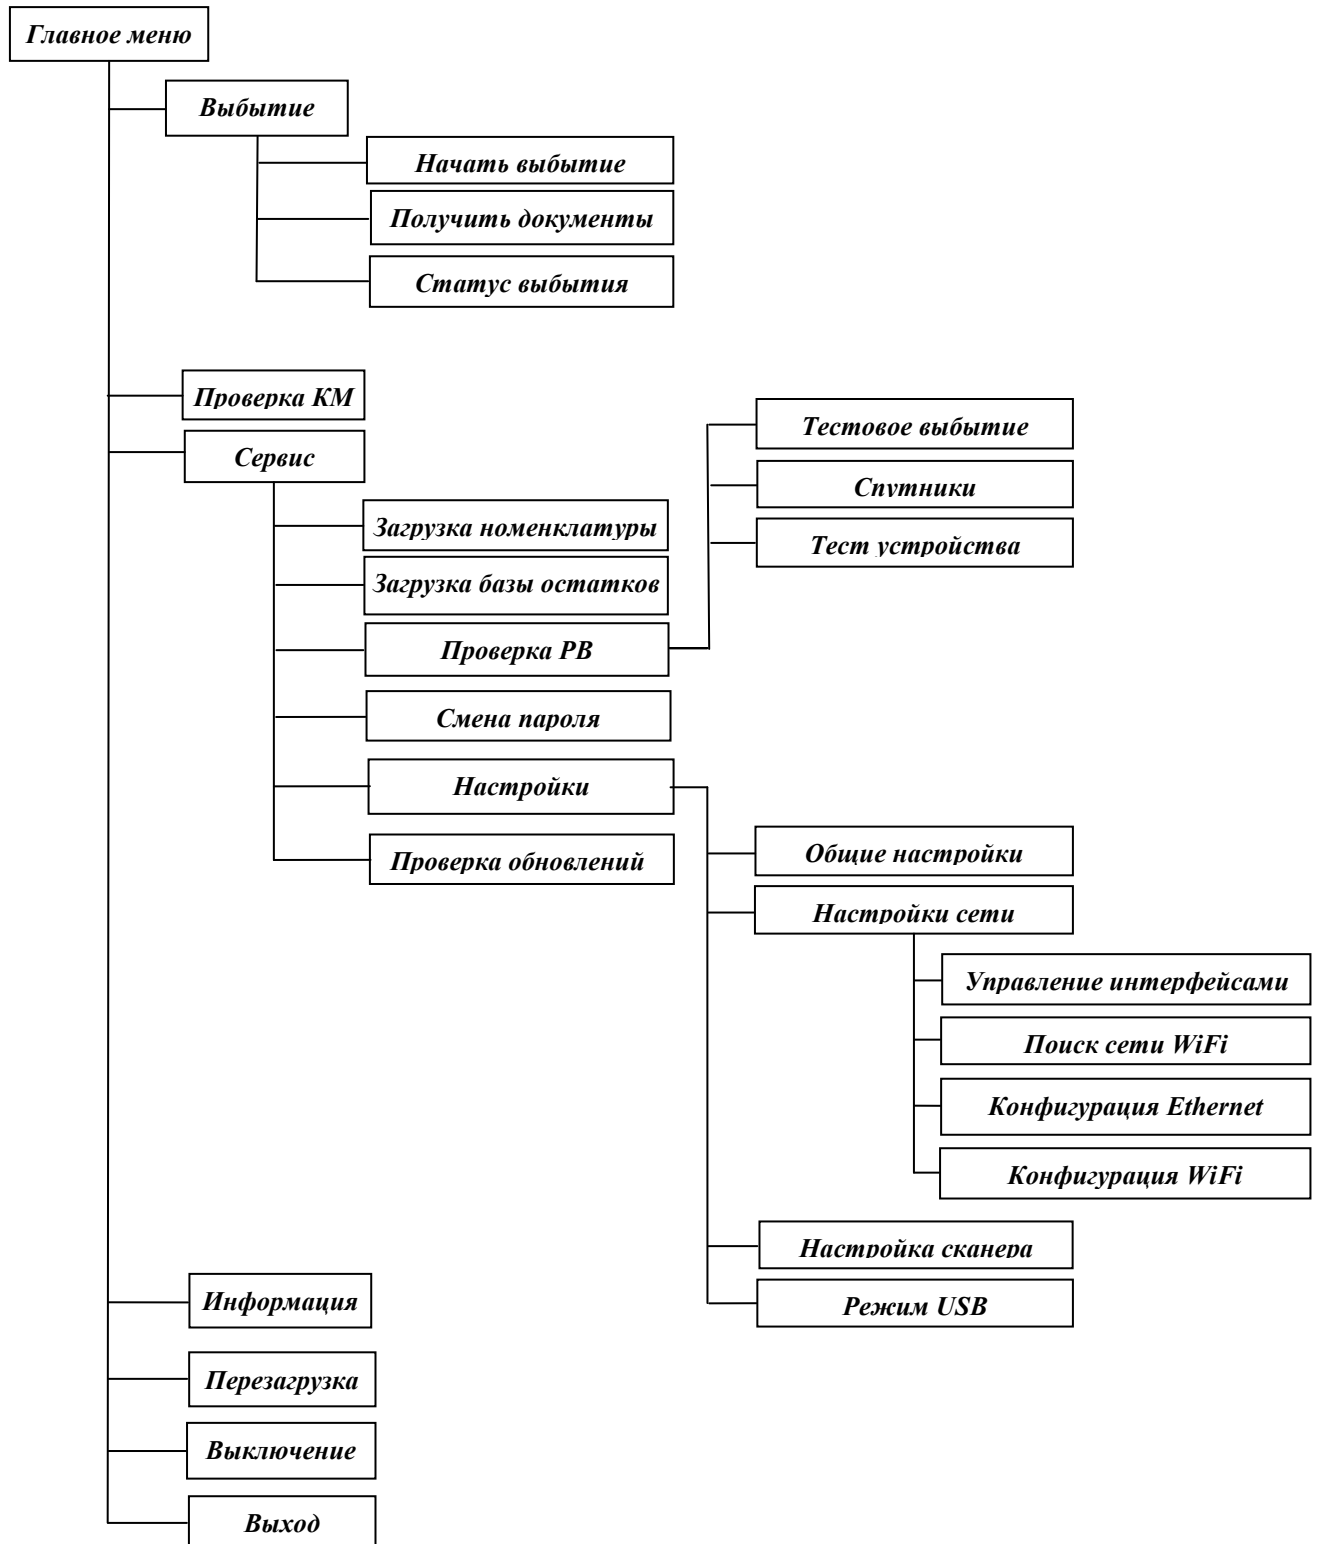 Главное меню
Выбытие
Начать выбытие
Получить документы
Статус выбытия
Проверка КМ
Сервис
Загрузка номенклатуры
Загрузка базы остатков
Проверка РВ
Тестовое выбытие
Спутники
Тест устройства
Смена пароля
Настройки
Проверка обновлений
Общие настройки
Настройки сети
Управление интерфейсами
Поиск сети WiFi
Конфигурация Ethernet
Конфигурация WiFi
Настройка сканера
Режим USB
Информация
Перезагрузка
Выключение
Выход